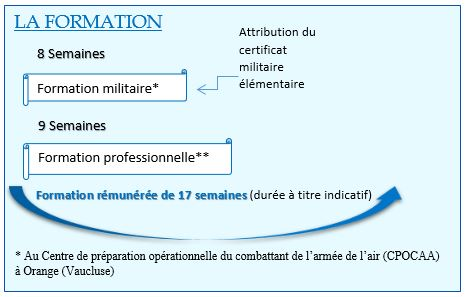 LA FORMATION
8 Semaines
Attribution du
certificat
militaire
élémentaire
Formation militaire*
9 Semaines
Formation professionnelle**
Formation rémunérée de 17 semaines (durée à titre indicatif)
* Au Centre de préparation opérationnelle du combattant de l’armée de l’air (CPOCAA)
à Orange (Vaucluse)